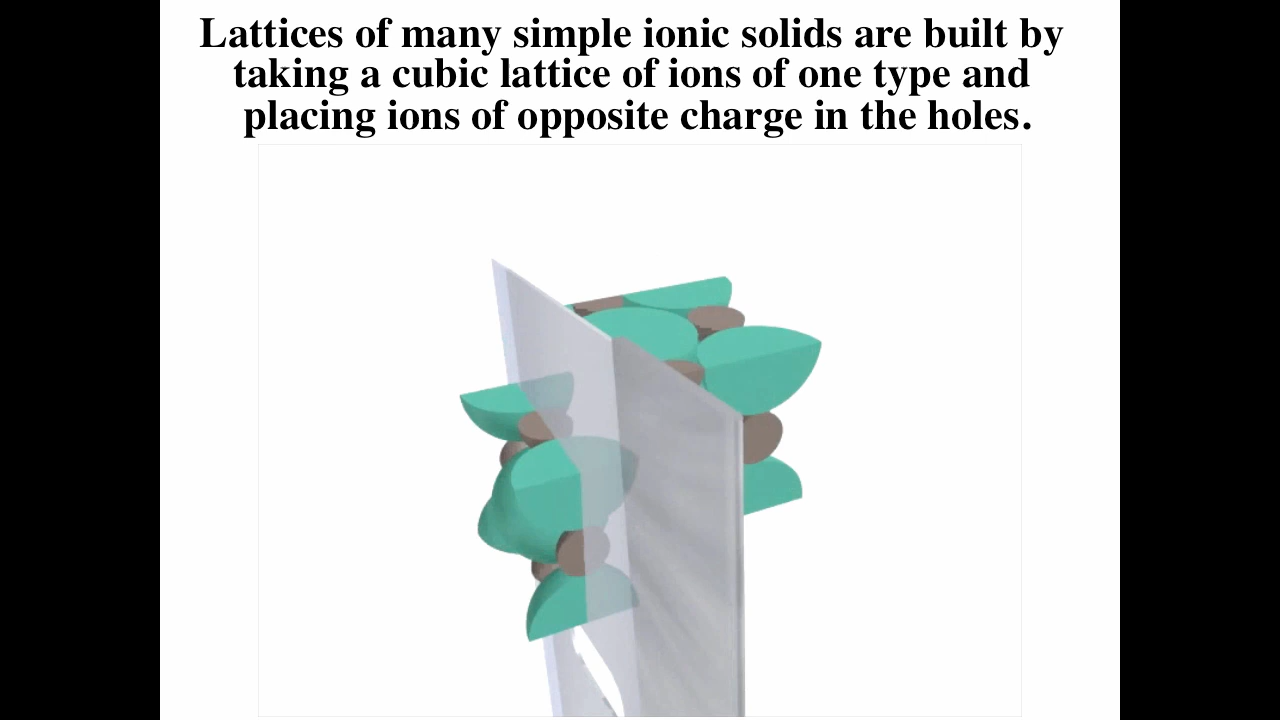 Lattices of many simple ionic solids are built by
taking a cubic lattice of ions of one type and
placing ions of opposite charge in the holes.